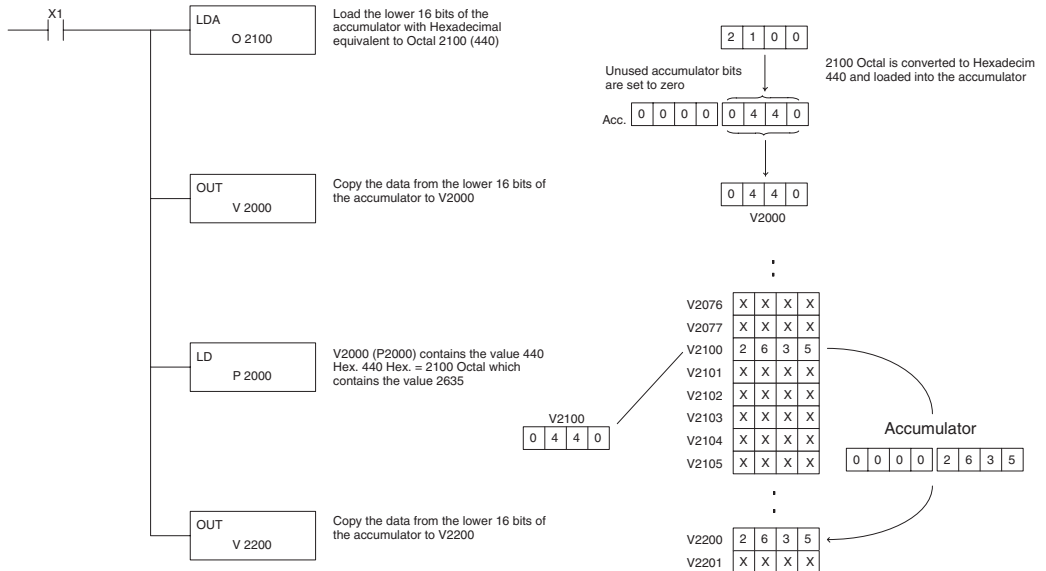 X1
LDA
O 2100
Load the lower 16 bits of the
accumulator with Hexadecimal
equivalent to Octal 2100 (440)
2 1 0 0
2100 Octal is converted to Hexadecim
440 and loaded into the accumulator
Unused accumulator bits
are set to zero
Acc. 0 0 0 0 0 4 4 0
OUT
V 2000
Copy the data from the lower 16 bits of
the accumulator to V2000
0 4 4 0
V2000
V2076 X X X X
V2077 X X X X
V2100 2 6 3 5
V2101 X X X X
V2102 X X X X
V2103 X X X X
V2104 X X X X
V2105 X X X X
LD
P 2000
V2000 (P2000) contains the value 440
Hex. 440 Hex. = 2100 Octal which
contains the value 2635
V2100
0 4 4 0
Accumulator
0 0 0 0 2 6 3 5
OUT
V 2200
Copy the data from the lower 16 bits of
the accumulator to V2200
V2200 2 6 3 5
V2201 X X X X